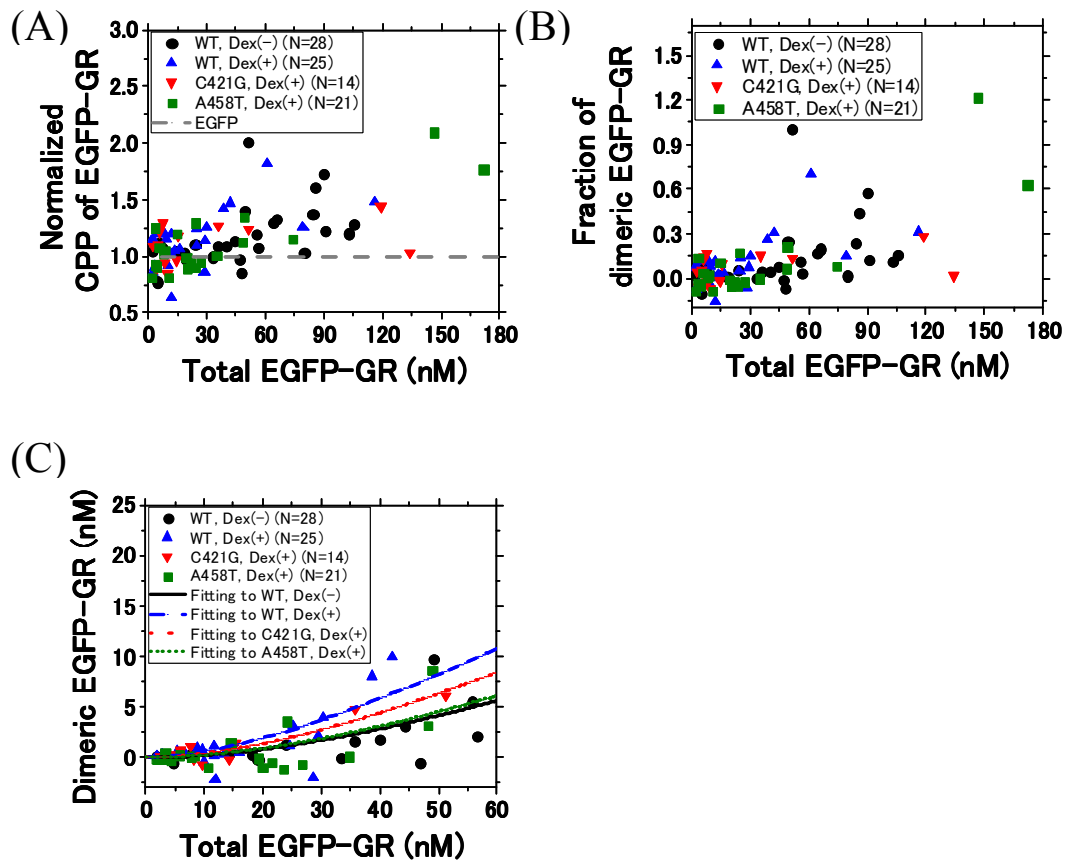 (A)
Normalized
CPP of EGFP-GR
3.0
2.5
2.0
1.5
1.0
0.5
WT, Dex(-) (N=28)
WT, Dex(+) (N=25)
C421G, Dex(+) (N=14)
A458T, Dex(+) (N=21)
EGFP
0 30 60 90 120 150 180
Total EGFP-GR (nM)
(B)
Fraction of
dimeric EGFP-GR
1.5
1.2
0.9
0.6
0.3
0.0
WT, Dex(-) (N=28)
WT, Dex(+) (N=25)
C421G, Dex(+) (N=14)
A458T, Dex(+) (N=21)
0 30 60 90 120 150 180
Total EGFP-GR (nM)
(C)
Dimeric EGFP-GR (nM)
25
20
15
10
5
0
WT, Dex(-) (N=28)
WT, Dex(+) (N=25)
C421G, Dex(+) (N=14)
A458T, Dex(+) (N=21)
Fitting to WT, Dex(-)
Fitting to WT, Dex(+)
Fitting to C421G, Dex(+)
Fitting to A458T, Dex(+)
0 10 20 30 40 50 60
Total EGFP-GR (nM)